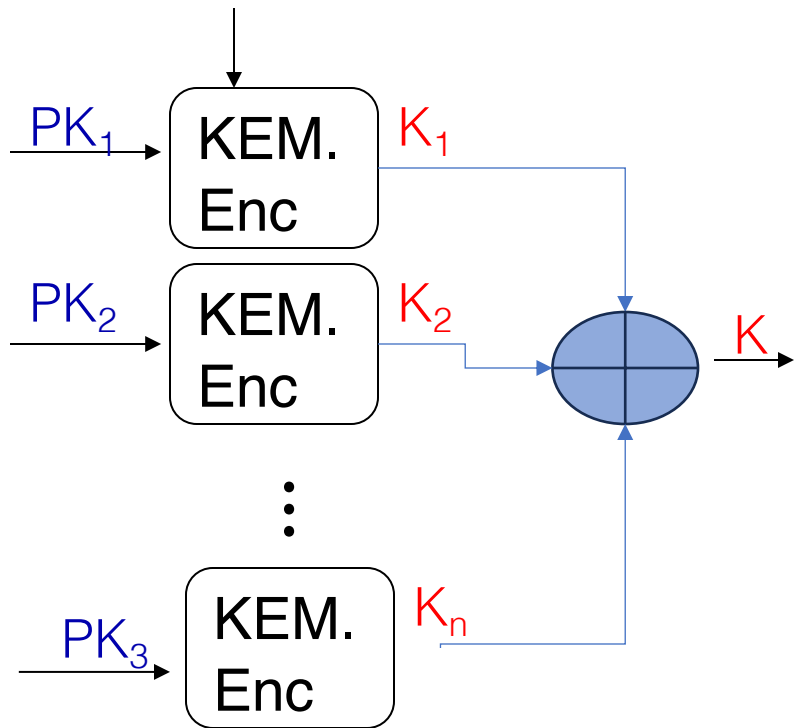 PK₁
KEM.
Enc
K₁
PK₂
KEM.
Enc
K₂
K
PK₃
KEM.
Enc
Kₙ